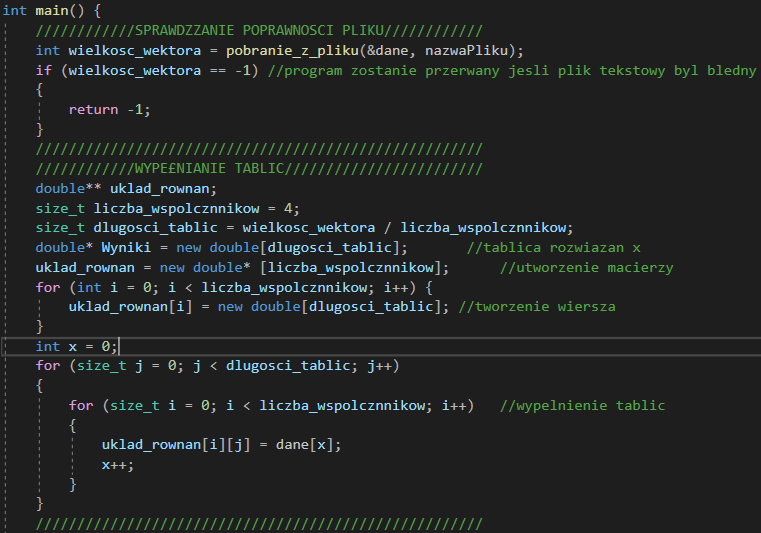 int main() {
////////////SPRAWDZZANIE POPRAWNOSCI PLIKU////////////
int wielkosc_wektora = pobranie_z_pliku(&dane, nazwaPliku);
if (wielkosc_wektora == -1) //program zostanie przerwany jesli plik tekstowy byl bledny
{
return -1;
}
//////////////////////////////////////////////////////
////////////WYPE£NIANIE TABLIC////////////////////////
double** uklad_rownan;
size_t liczba_wspolcznnikow = 4;
size_t dlugosci_tablic = wielkosc_wektora / liczba_wspolcznnikow;
double* Wyniki = new double[dlugosci_tablic]; //tablica rozwiazan x
uklad_rownan = new double* [liczba_wspolcznnikow]; //utworzenie macierzy
for (int i = 0; i < liczba_wspolcznnikow; i++) {
uklad_rownan[i] = new double[dlugosci_tablic]; //tworzenie wiersza
}
int x = 0;
for (size_t j = 0; j < dlugosci_tablic; j++)
{
for (size_t i = 0; i < liczba_wspolcznnikow; i++) //wypelnienie tablic
{
uklad_rownan[i][j] = dane[x];
x++;
}
}
//////////////////////////////////////////////////////